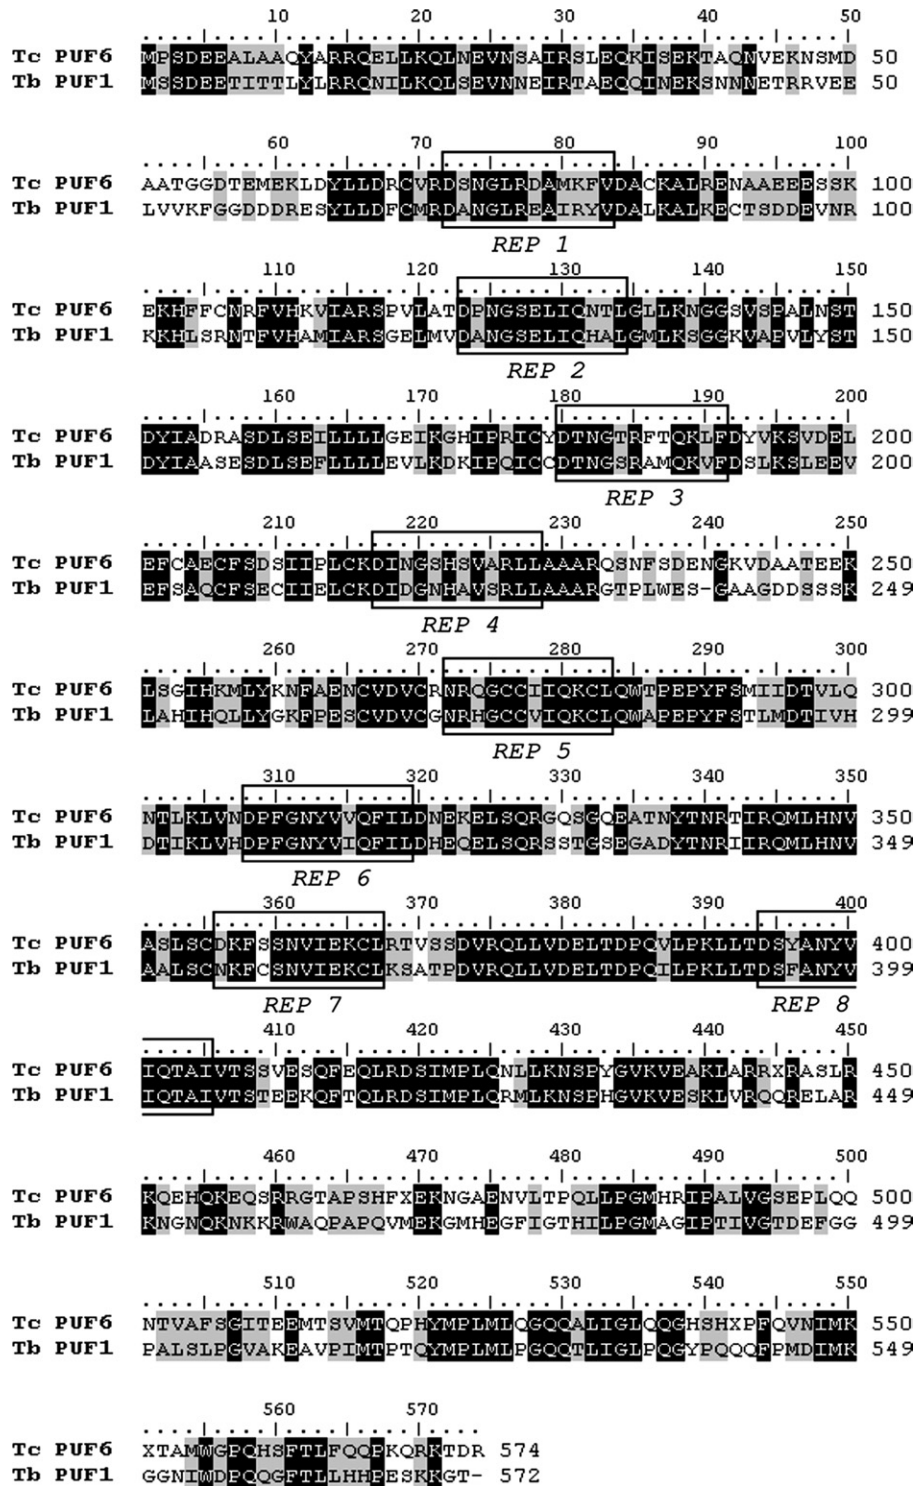 10 20 30 40 50
Tc PUF6 MPSDEEALAAQYARRQELLKQLNEVNSAIRSLEQKISEKTAQNVEKNSMD 50
Tb PUF1 MSSDEETITTLYLRRQNILKQLSEVNNEIRTAEQQINEKSNNNETRRVEE 50
60 70 80 90 100
Tc PUF6 AATGGDTEMEKLDYLLDRCVRDSNGLRDAMKFVDACKALRENAAEEESSK 100
Tb PUF1 LVVKFGGDDDRESYLLDFCMRDANGLREAIRYVDALKALKECTSDDEVNR 100
REP 1
110 120 130 140 150
Tc PUF6 EKHFFCNRFVHKVIARSPVLATDPNGSELIQNTLGLLKNGGSVSPALNST 150
Tb PUF1 KKHLSRNTFVHAMIARSGELMVDANGSELIQHALGMLKSGGKVAPVLYST 150
REP 2
160 170 180 190 200
Tc PUF6 DYIADRASDLSEILLLLGEIKGHIPRICYDTNGTRFTQKLFDYVKSVDEL 200
Tb PUF1 DYIAASESDLSEFLLLLEVLKDKIPQICCDTNGSRAMQKVFDSLKSLEEV 200
REP 3
210 220 230 240 250
Tc PUF6 EFCAECFSDSIIPLCKDINGSHSVARLLAAARQSNFSDENGKVDAATEEK 250
Tb PUF1 EFSAQCFSECIIELCKDIDGNHAVSRLLAAARGTPLWES-GAAGDDSSSK 249
REP 4
260 270 280 290 300
Tc PUF6 LSGIHKMLYKNFAENCVDVCRNRQGCCIIQKCLQWTPEPYFSMIIDTVLQ 300
Tb PUF1 LAHIHQLLYGKFPESCVDVCGNRHGCCVIQKCLQWAPEPYFSTLMDTIVH 299
REP 5
310 320 330 340 350
Tc PUF6 NTLKLVNDPFGNYVVQFILDNEKELSQRGQSGQEATNYTNRTIRQMLHNV 350
Tb PUF1 DTIKLVHDPFGNYVIQFILDHEQELSQRSSTGSEGADYTNRIIRQMLHNV 349
REP 6
360 370 380 390 400
Tc PUF6 ASLSCDKFSSNVIEKCLRTVSSDVRQLLVDELTDPQVLPKLLTDSYANYV 400
Tb PUF1 AALSCNKFCSNVIEKCLKSATPDVRQLLVDELTDPQILPKLLTDSFANYV 399
REP 7 REP 8
410 420 430 440 450
Tc PUF6 IQTAIVTSSVESQFEQLRDSIMPLQNLLKNSPYGVKVEAKLARRXRASLR 450
Tb PUF1 IQTAIVTSTEEKQFTQLRDSIMPLQRMLKNSPHGVKVESKLVRQQRELAR 449
460 470 480 490 500
Tc PUF6 KQEHQKEQSRRGTAPSHFXEKNGAENVLTPQLLPGMHRIPALVGSEPLQQ 500
Tb PUF1 KNGNQKNKKRWAQPAPQVMEKGMHEGFIGTHILPGMAGIPTIVGTDEFGG 499
510 520 530 540 550
Tc PUF6 NTVAFSGITEEMTSVMTQPHYMPLMLQGQQALIGLQQGHSHXPFQVNIMK 550
Tb PUF1 PALSLPGVAKEAVPIMTPTQYMPLMLPGQQTLIGLPQGYPQQQFPMDIMK 549
560 570
Tc PUF6 XTAMWGPQHSFTLFQQPKQRKTDR 574
Tb PUF1 GGNIWDPQQGFTLLHHPESKKGT- 572